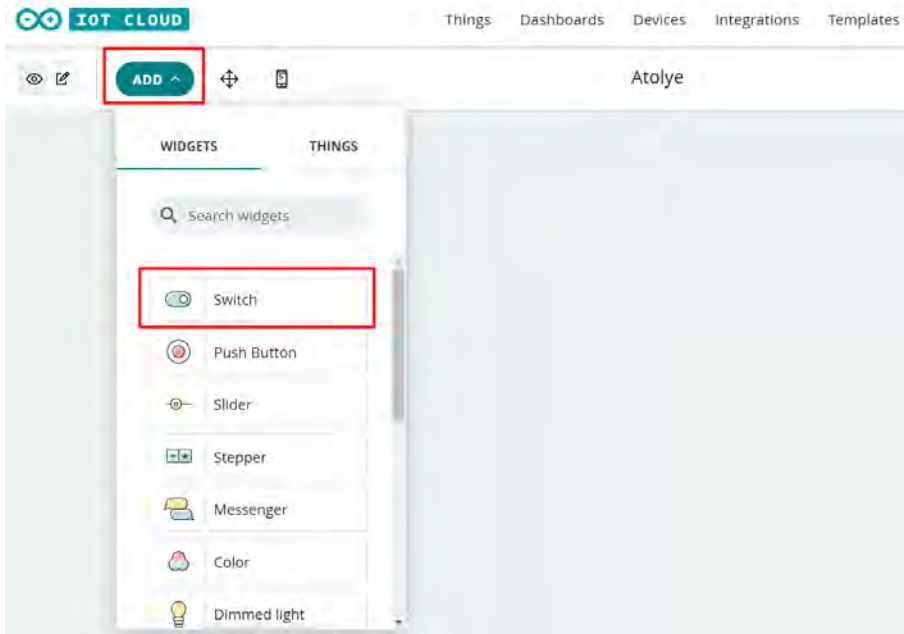 IOT CLOUD
Things Dashboards Devices Integrations Templates
ADD
Atolye
WIDGETS THINGS
Search widgets
Switch
Push Button
Slider
Stepper
Messenger
Color
Dimmed light